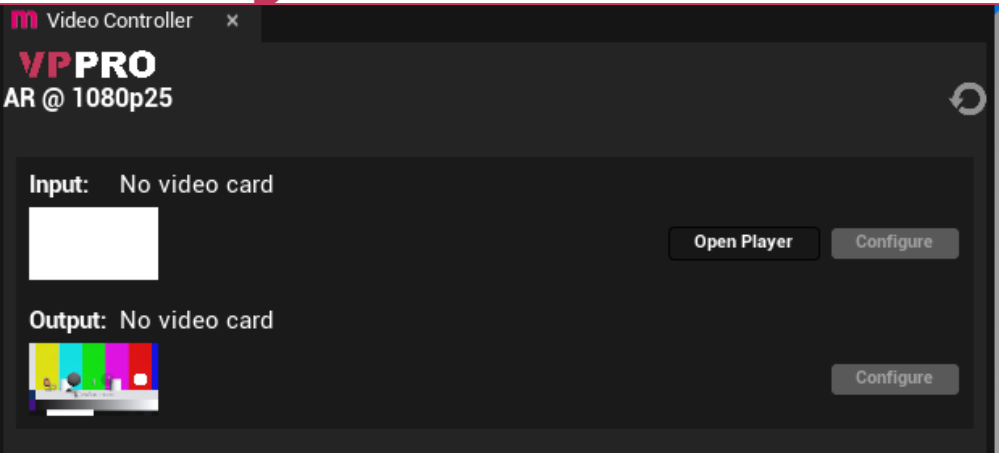 m Video Controller ×
VPPRO
AR @ 1080p25
Input: No video card
Open Player Configure
Output: No video card
Configure